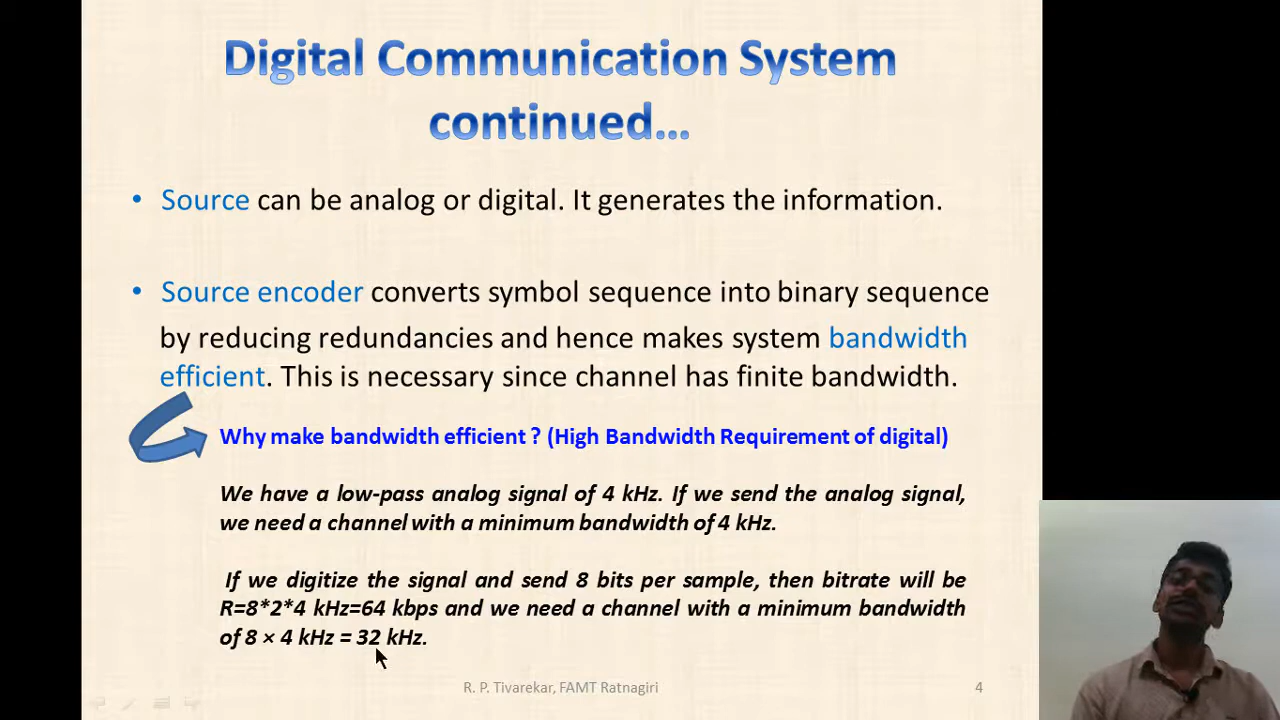 Digital Communication System
continued...
• Source can be analog or digital. It generates the information.
• Source encoder converts symbol sequence into binary sequence
by reducing redundancies and hence makes system bandwidth
efficient. This is necessary since channel has finite bandwidth.
Why make bandwidth efficient ? (High Bandwidth Requirement of digital)
We have a low-pass analog signal of 4 kHz. If we send the analog signal,
we need a channel with a minimum bandwidth of 4 kHz.
If we digitize the signal and send 8 bits per sample, then bitrate will be
R=8*2*4 kHz=64 kbps and we need a channel with a minimum bandwidth
of 8 × 4 kHz = 32 kHz.
R. P. Tivarekar, FAMT Ratnagiri
4